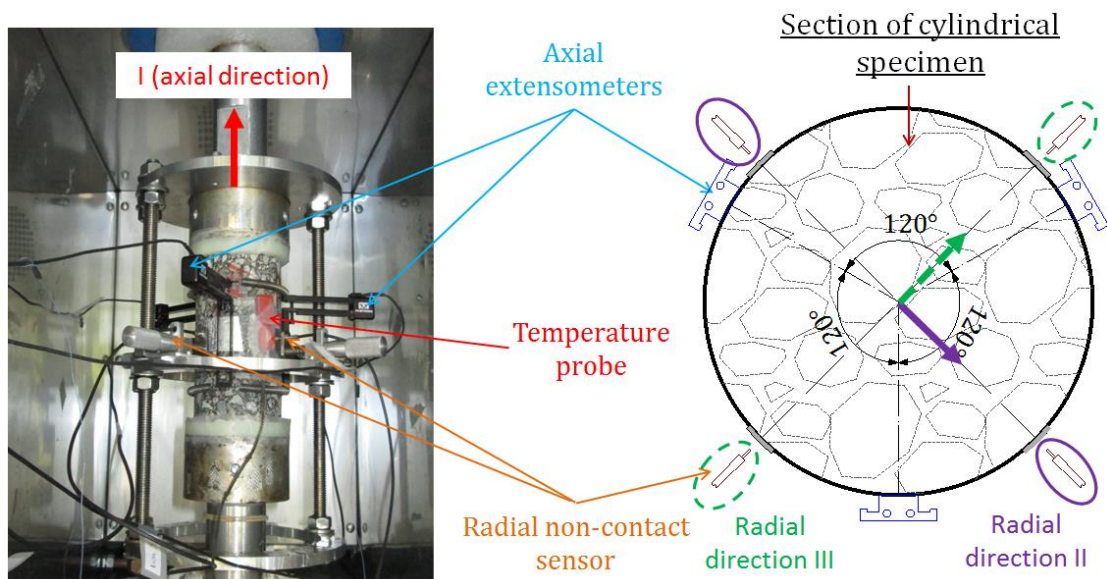 I (axial direction)
Axial
extensometers
Temperature
probe
Radial non-contact
sensor
Section of cylindrical
specimen
120°
120°
120°
Radial
direction III
Radial
direction II